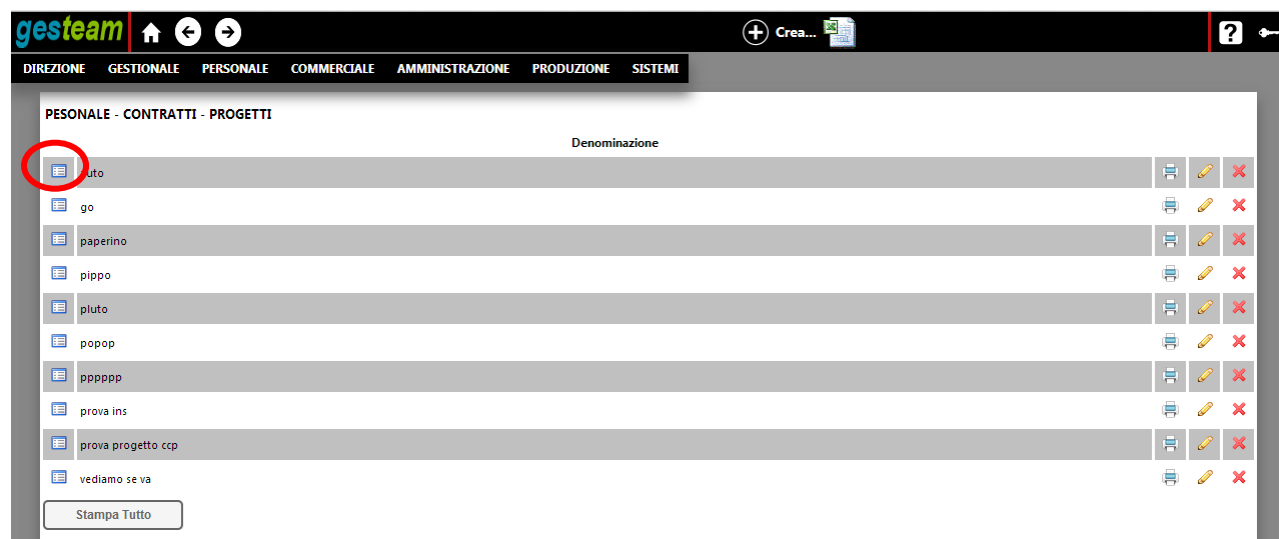 gesteam Crea... ?
DIREZIONE GESTIONALE PERSONALE COMMERCIALE AMMINISTRAZIONE PRODUZIONE SISTEMI
PESONALE - CONTRATTI - PROGETTI
Denominazione
go
paperino
pippo
pluto
popop
pppppp
prova ins
prova progetto ccp
vediamo se va
Stampa Tutto